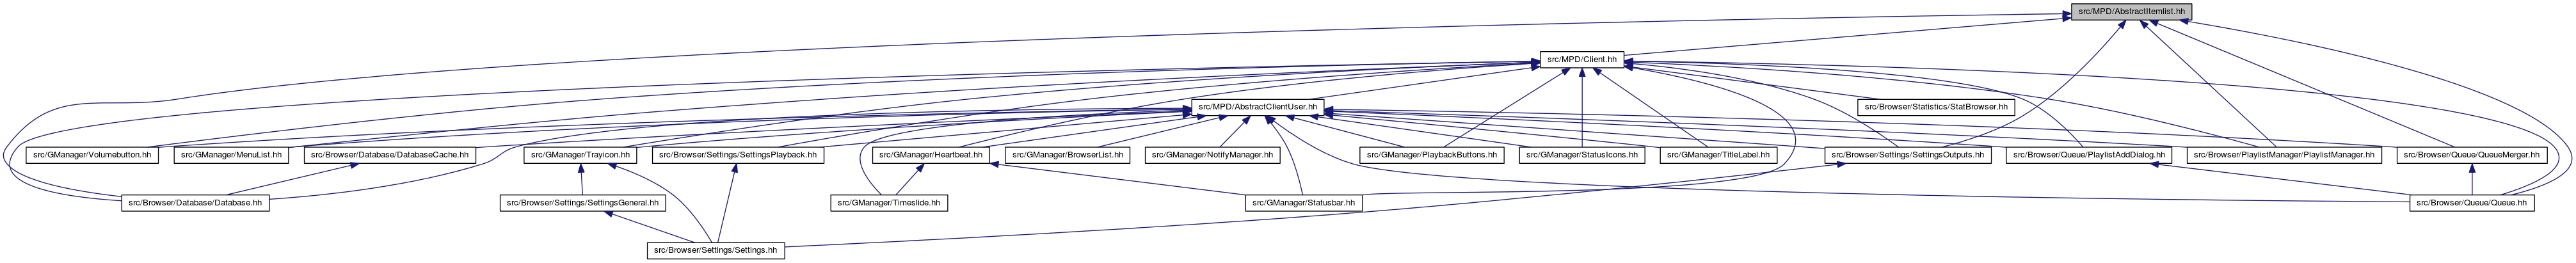 src/MPD/AbstractItemlist.hh
src/MPD/Client.hh
src/MPD/AbstractClientUser.hh
src/Browser/Statistics/StatBrowser.hh
src/GManager/Volumebutton.hh
src/GManager/MenuList.hh
src/Browser/Database/DatabaseCache.hh
src/GManager/Trayicon.hh
src/Browser/Settings/SettingsPlayback.hh
src/GManager/Heartbeat.hh
src/GManager/BrowserList.hh
src/GManager/NotifyManager.hh
src/GManager/PlaybackButtons.hh
src/GManager/StatusIcons.hh
src/GManager/TitleLabel.hh
src/Browser/Settings/SettingsOutputs.hh
src/Browser/Queue/PlaylistAddDialog.hh
src/Browser/PlaylistManager/PlaylistManager.hh
src/Browser/Queue/QueueMerger.hh
src/Browser/Database/Database.hh
src/Browser/Settings/SettingsGeneral.hh
src/GManager/Timeslide.hh
src/GManager/Statusbar.hh
src/Browser/Queue/Queue.hh
src/Browser/Settings/Settings.hh